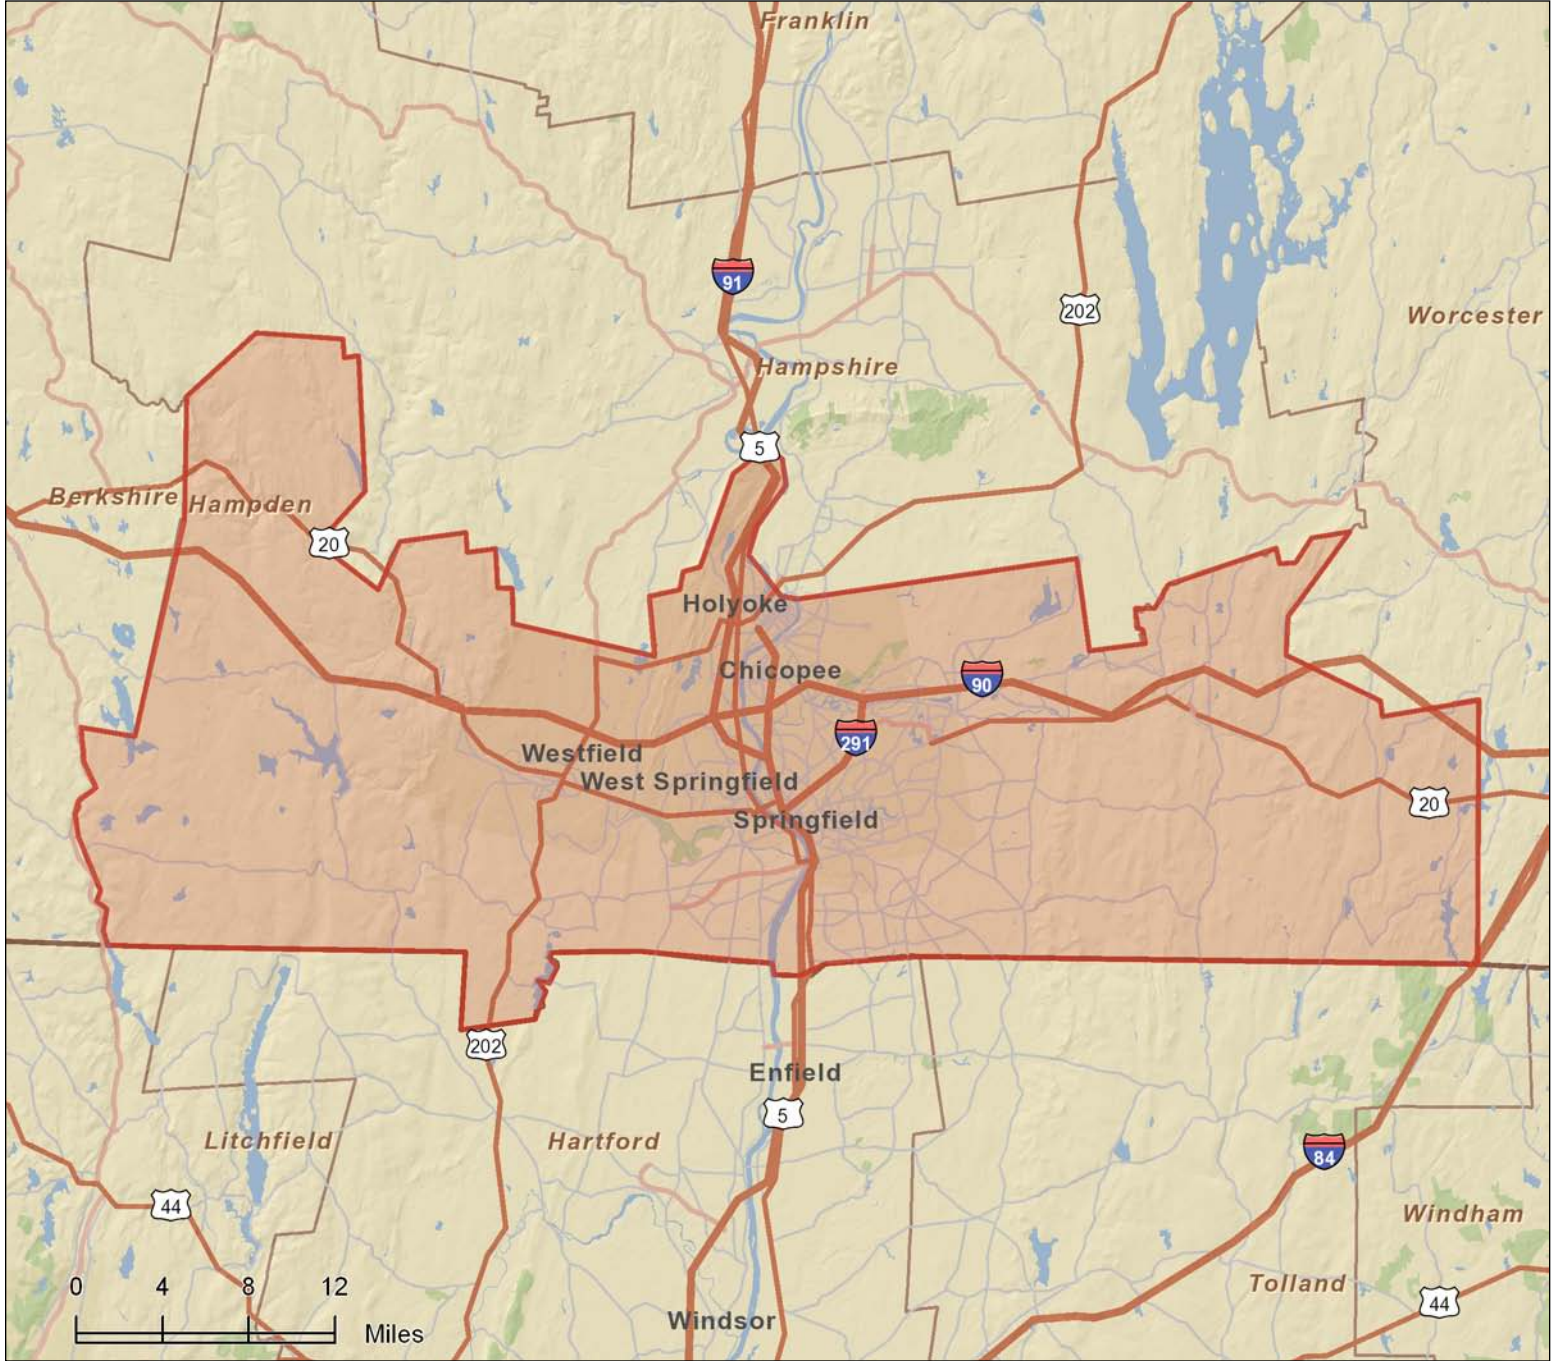 Franklin
91
202
Worcester
Hampshire
5
Berkshire
Hampden
20
Holyoke
Chicopee
90
291
Westfield
West Springfield
20
Springfield
202
Enfield
5
Litchfield
Hartford
84
44
Windham
0 4 8 12
Tolland
44
Windsor
Miles